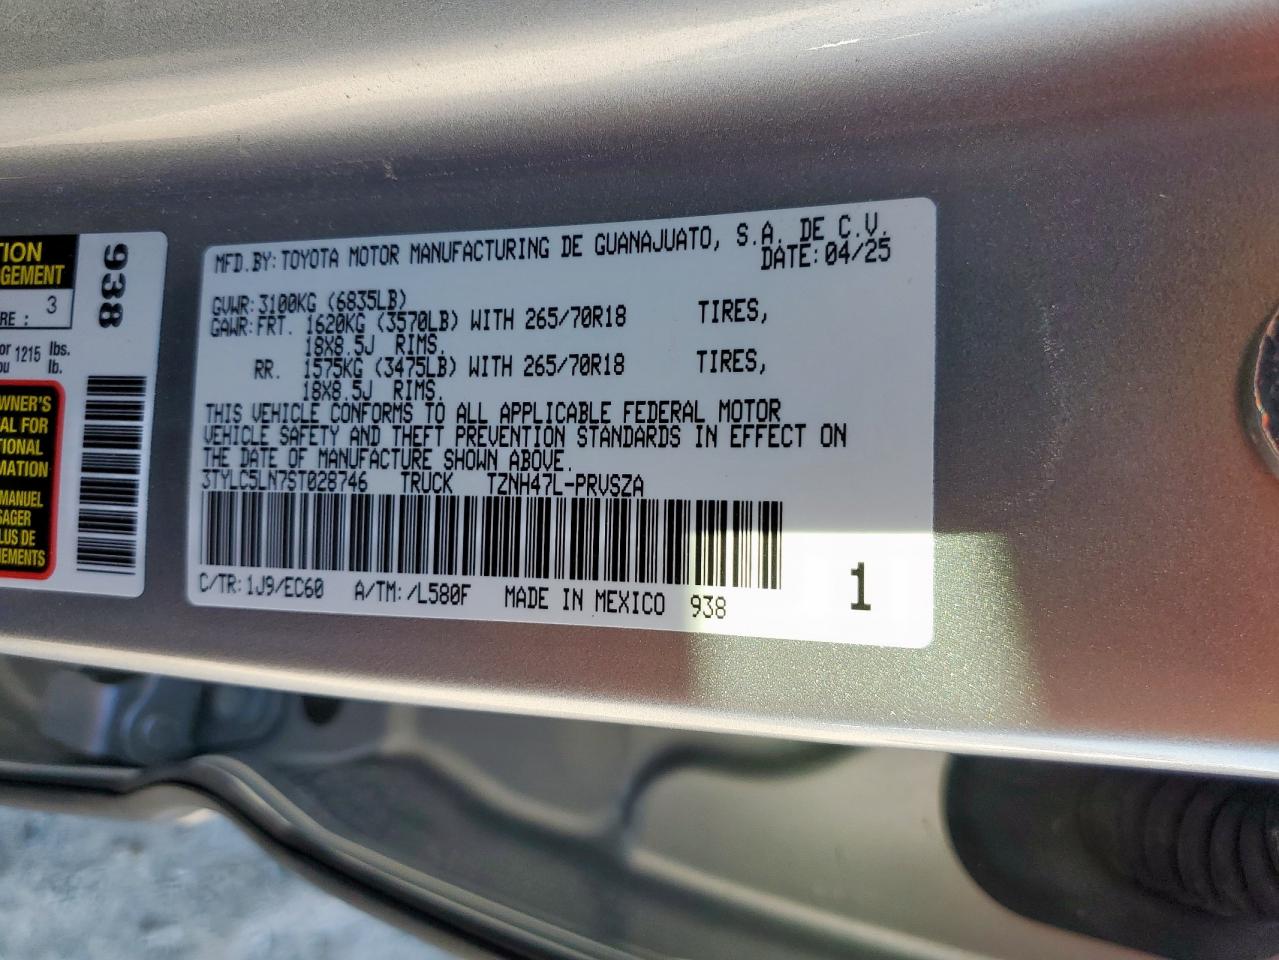 TION
GEMENT
RE : 3
or 1215 lbs.
ou lb.
WNER'S
AL FOR
TIONAL
MATION
MANUEL
SAGER
LUS DE
NEMENTS
938
MFD.BY: TOYOTA MOTOR MANUFACTURING DE GUANAJUATO, S.A. DE C.V.
DATE: 04/25
GVWR: 3100KG (6835LB)
GAWR: FRT. 1620KG (3570LB) WITH 265/70R18 TIRES,
18X8.5J RIMS.
RR. 1575KG (3475LB) WITH 265/70R18 TIRES,
18X8.5J RIMS.
THIS VEHICLE CONFORMS TO ALL APPLICABLE FEDERAL MOTOR
VEHICLE SAFETY AND THEFT PREVENTION STANDARDS IN EFFECT ON
THE DATE OF MANUFACTURE SHOWN ABOVE.
3TYLC5LN7ST028746 TRUCK TZNH47L-PRVSZA
C/TR: 1J9/EC60 A/TM: /L580F MADE IN MEXICO 938
1